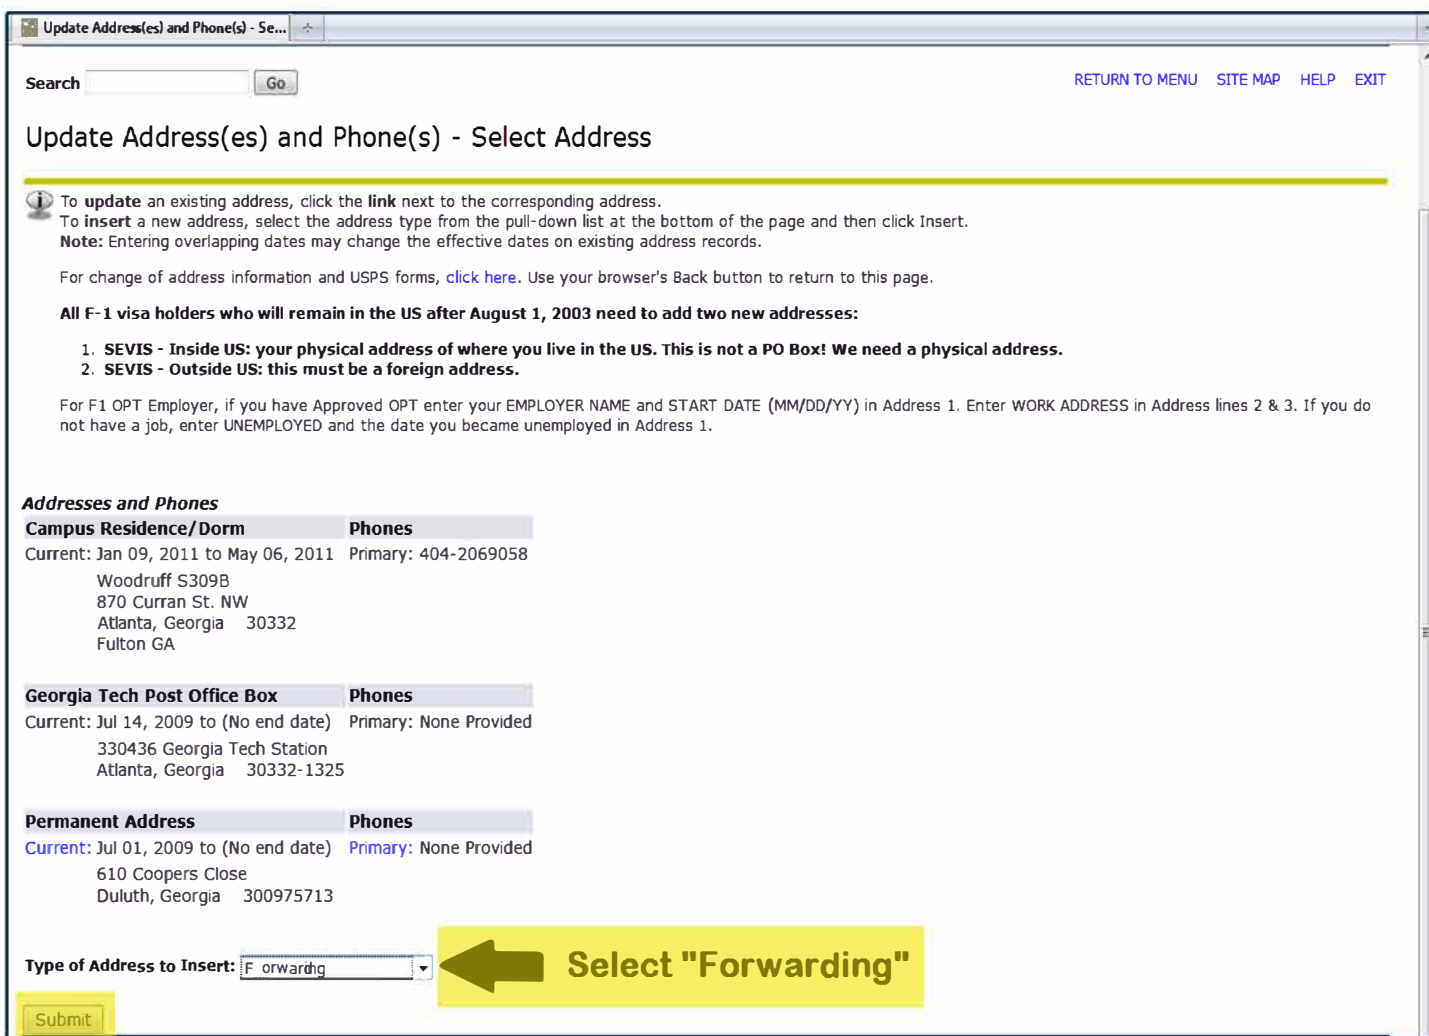 Update Address(es) and Phone(s) - Se...
Search
Go
RETURN TO MENU SITE MAP HELP EXIT
Update Address(es) and Phone(s) - Select Address
To update an existing address, click the link next to the corresponding address.
To insert a new address, select the address type from the pull-down list at the bottom of the page and then click Insert.
Note: Entering overlapping dates may change the effective dates on existing address records.
For change of address information and USPS forms, click here. Use your browser's Back button to return to this page.
All F-1 visa holders who will remain in the US after August 1, 2003 need to add two new addresses:
1. SEVIS - Inside US: your physical address of where you live in the US. This is not a PO Box! We need a physical address.
2. SEVIS - Outside US: this must be a foreign address.
For F1 OPT Employer, if you have Approved OPT enter your EMPLOYER NAME and START DATE (MM/DD/YY) in Address 1. Enter WORK ADDRESS in Address lines 2 & 3. If you do
not have a job, enter UNEMPLOYED and the date you became unemployed in Address 1.
Addresses and Phones
Campus Residence/Dorm Phones
Current: Jan 09, 2011 to May 06, 2011 Primary: 404-2069058
Woodruff S309B
870 Curran St. NW
Atlanta, Georgia 30332
Fulton GA
Georgia Tech Post Office Box Phones
Current: Jul 14, 2009 to (No end date) Primary: None Provided
330436 Georgia Tech Station
Atlanta, Georgia 30332-1325
Permanent Address Phones
Current: Jul 01, 2009 to (No end date) Primary: None Provided
610 Coopers Close
Duluth, Georgia 300975713
Type of Address to Insert: Forwarding
Select "Forwarding"
Submit